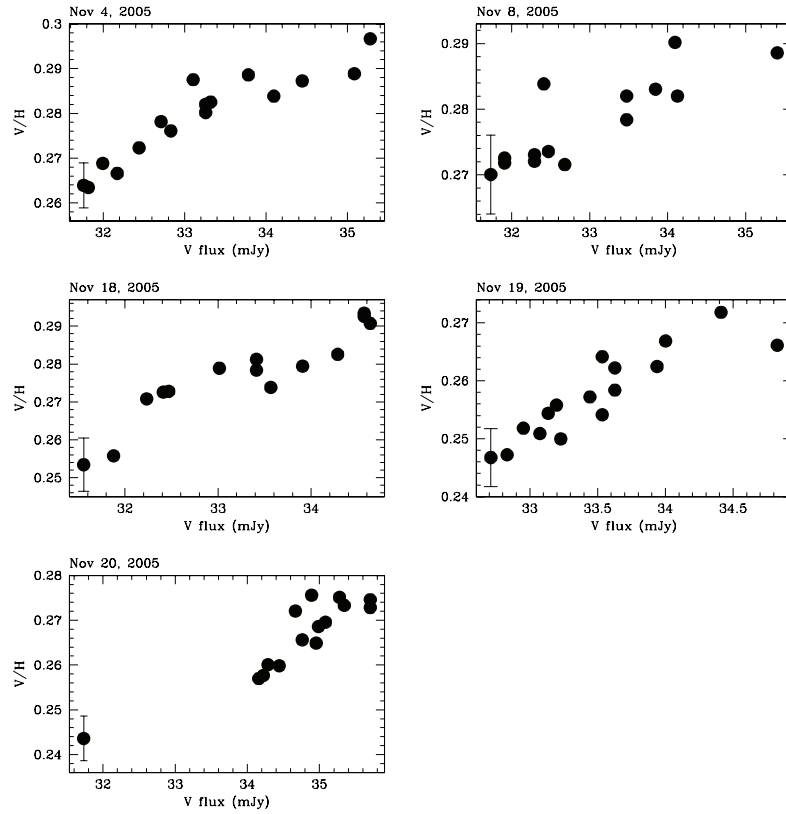 Nov 4, 2005
0.3
0.29
0.28
0.27
0.26
V/H
32 33 34 35
V flux (mJy)
Nov 8, 2005
0.29
0.28
0.27
V/H
32 33 34 35
V flux (mJy)
Nov 18, 2005
0.29
0.28
0.27
0.26
0.25
V/H
32 33 34
V flux (mJy)
Nov 19, 2005
0.27
0.26
0.25
0.24
V/H
33 33.5 34 34.5
V flux (mJy)
Nov 20, 2005
0.28
0.27
0.26
0.25
0.24
V/H
32 33 34 35
V flux (mJy)